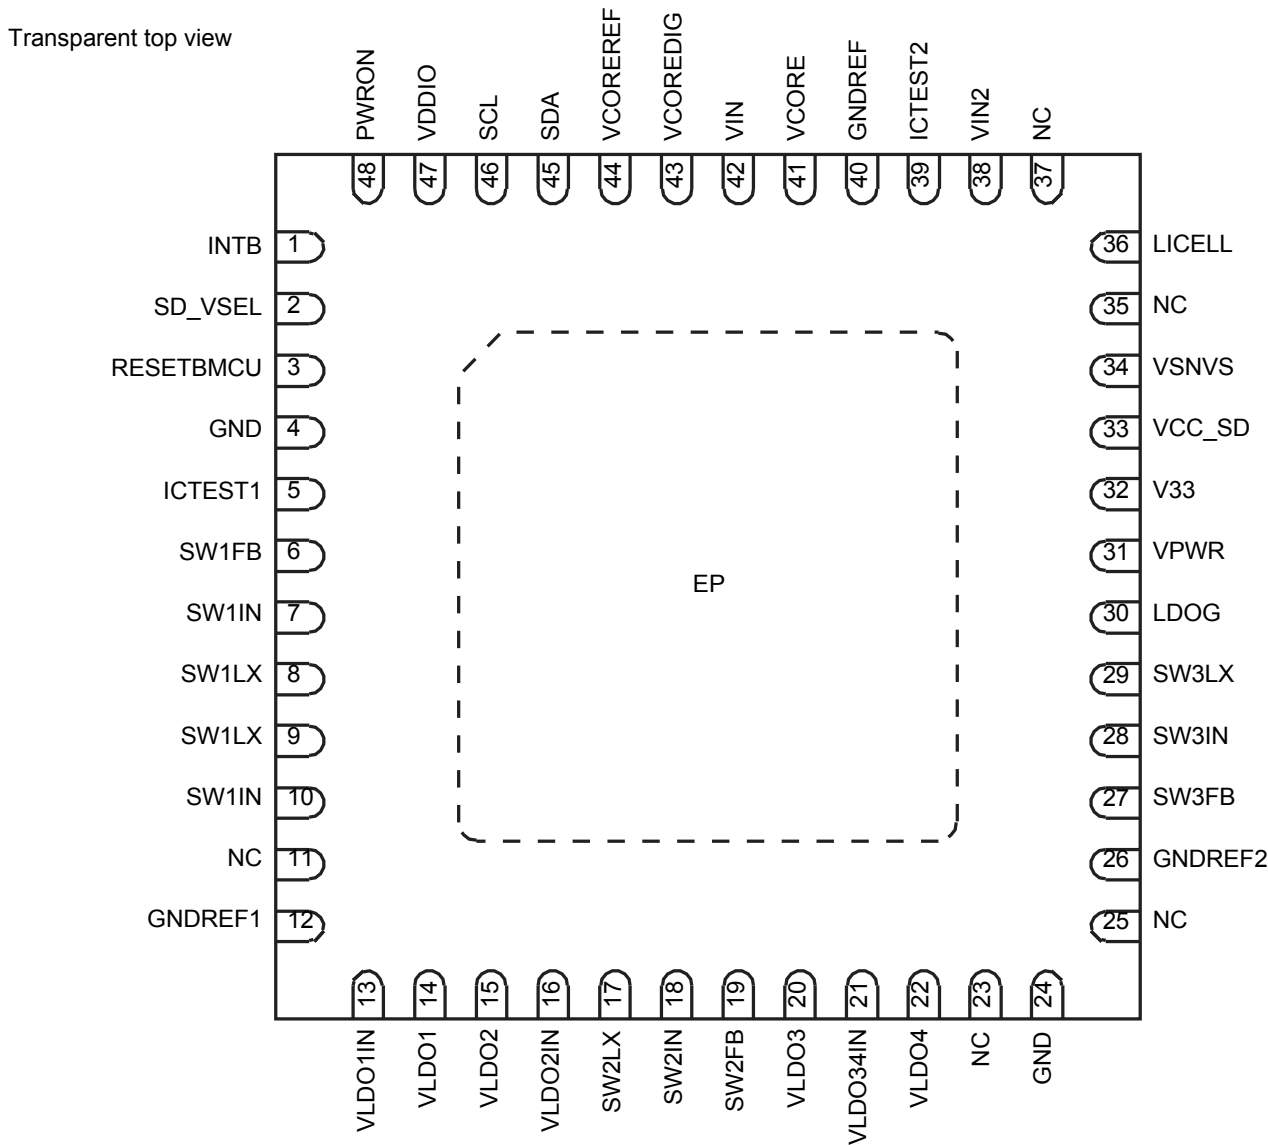 Transparent top view
PWRON
VDDIO
SCL
SDA
VCOREREF
VCOREDIG
VIN
VCORE
GNDREF
ICTEST2
VIN2
NC
48
47
46
45
44
43
42
41
40
39
38
37
INTB 1
SD_VSEL 2
RESETBMCU 3
GND 4
ICTEST1 5
SW1FB 6
SW1IN 7
SW1LX 8
SW1LX 9
SW1IN 10
NC 11
GNDREF1 12
EP
36 LICELL
35 NC
34 VSNVS
33 VCC_SD
32 V33
31 VPWR
30 LDOG
29 SW3LX
28 SW3IN
27 SW3FB
26 GNDREF2
25 NC
13
14
15
16
17
18
19
20
21
22
23
24
VLDO1IN
VLDO1
VLDO2
VLDO2IN
SW2LX
SW2IN
SW2FB
VLDO3
VLDO34IN
VLDO4
NC
GND